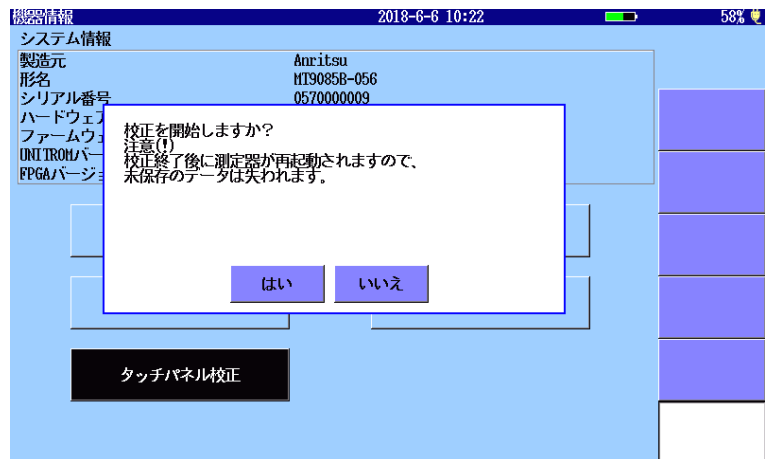 機器情報 2018-6-6 10:22 58%
システム情報
製造元 Anritsu
形名 MT9085B-056
シリアル番号 0570000009
ハードウェア
ファームウェ
UNITROMバー
FPGAバージョ
校正を開始しますか?
注意(!)
校正終了後に測定器が再起動されますので、
未保存のデータは失われます。
はい いいえ
タッチパネル校正